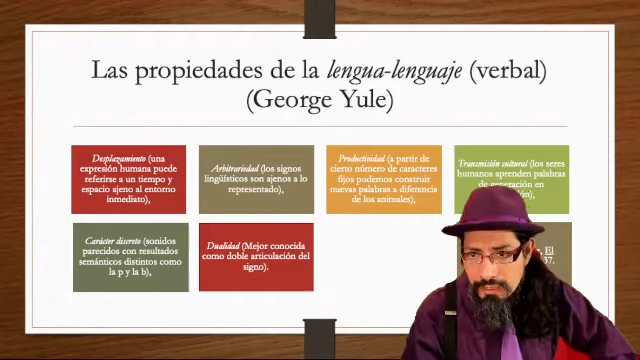 Las propiedades de la lengua-lenguaje (verbal)
(George Yule)
Desplazamiento (una
expresión humana puede
referirse a un tiempo y
espacio ajeno al entorno
inmediato),
Arbitrariedad (los signos
lingüísticos son ajenos a lo
representado),
Productividad (a partir de
cierto número de caracteres
fijos podemos construir
nuevas palabras a diferencia
de los animales),
Transmisión cultural (los seres
humanos aprenden palabras
de generación en
Carácter discreto (sonidos
parecidos con resultados
semánticos distintos como
la p y la b),
Dualidad (Mejor conocida
como doble articulación del
signo).
El
37.